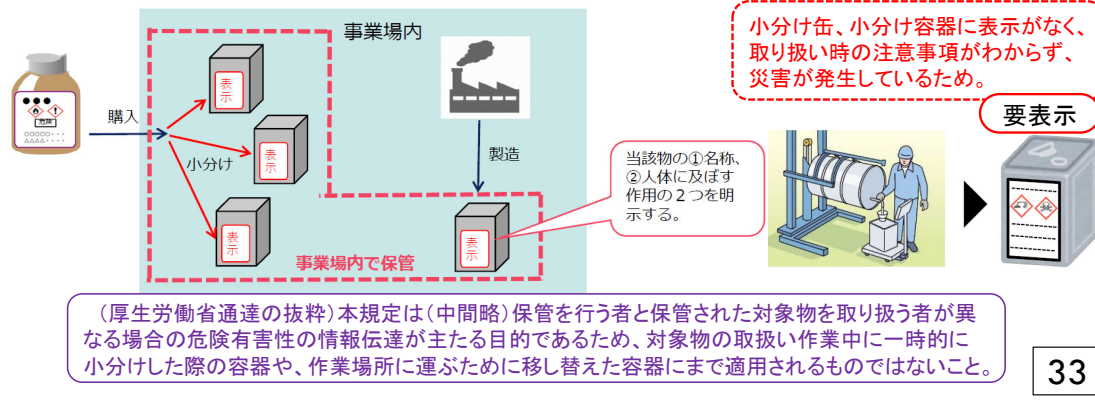 事業場内
小分け缶、小分け容器に表示がなく、
取り扱い時の注意事項がわからず、
災害が発生しているため。
要表示
購入
小分け
製造
表示
表示
表示
表示
危険
当該物の①名称、
②人体に及ぼす
作用の2つを明
示する。
事業場内で保管
(厚生労働省通達の抜粋)本規定は(中間略)保管を行う者と保管された対象物を取り扱う者が異
なる場合の危険有害性の情報伝達が主たる目的であるため、対象物の取扱い作業中に一時的に
小分けした際の容器や、作業場所に運ぶために移し替えた容器にまで適用されるものではないこと。
33